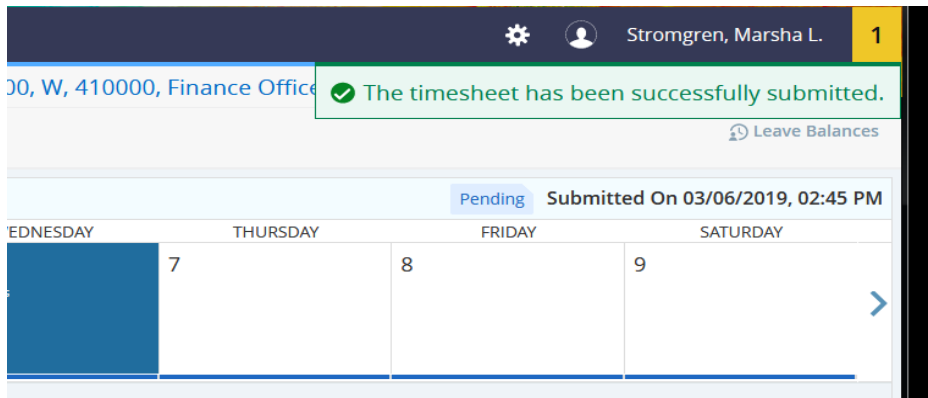 Stromgren, Marsha L. 1
00, W, 410000, Finance Office
The timesheet has been successfully submitted.
Leave Balances
Pending Submitted On 03/06/2019, 02:45 PM
EDNESDAY THURSDAY FRIDAY SATURDAY
7 8 9
s